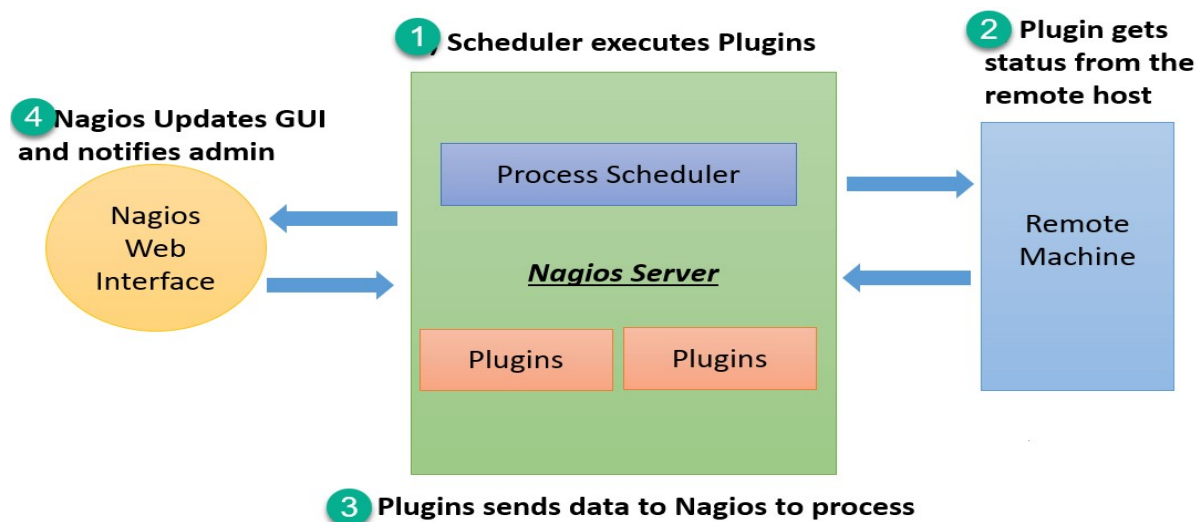 1) Scheduler executes Plugins
2 Plugin gets
status from the
remote host
4 Nagios Updates GUI
and notifies admin
Process Scheduler
Nagios
Web
Interface
Nagios Server
Remote
Machine
Plugins
Plugins
3 Plugins sends data to Nagios to process